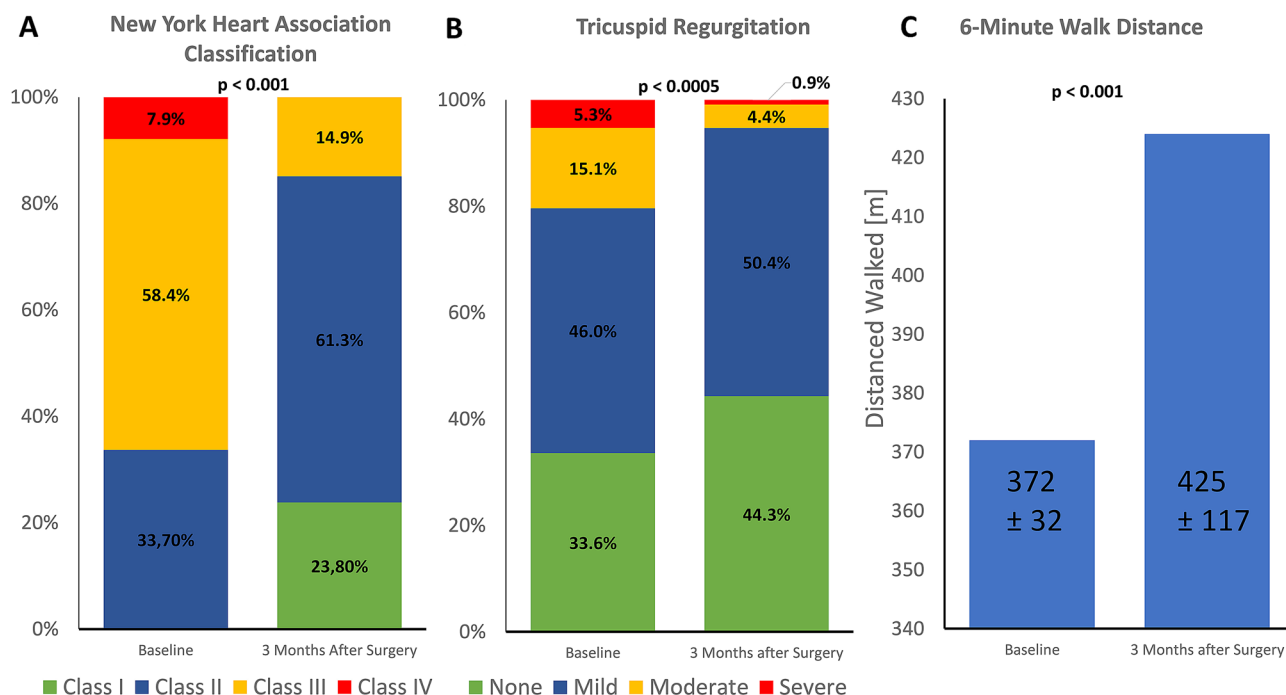 A
New York Heart Association
Classification
p < 0.001
100%
80%
60%
40%
20%
0%
7.9%
58.4%
33,70%
14.9%
61.3%
23,80%
Baseline
3 Months After Surgery
Class I
Class II
Class III
Class IV
B
Tricuspid Regurgitation
p < 0.0005
0.9%
100%
80%
60%
40%
20%
0%
5.3%
15.1%
46.0%
33.6%
4.4%
50.4%
44.3%
Baseline
3 Months after Surgery
None
Mild
Moderate
Severe
C
6-Minute Walk Distance
p < 0.001
Distanced Walked [m]
430
420
410
400
390
380
370
360
350
340
372
± 32
425
± 117
Baseline
3 Months after Surgery